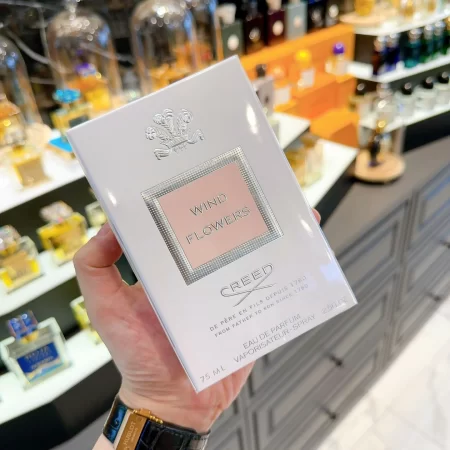 WIND
FLOWERS
CREED
DE PÈRE EN FILS DEPUIS 1760
FROM FATHER TO SON SINCE 1760
EAU DE PARFUM
VAPORISATEUR-SPRAY
75 ML